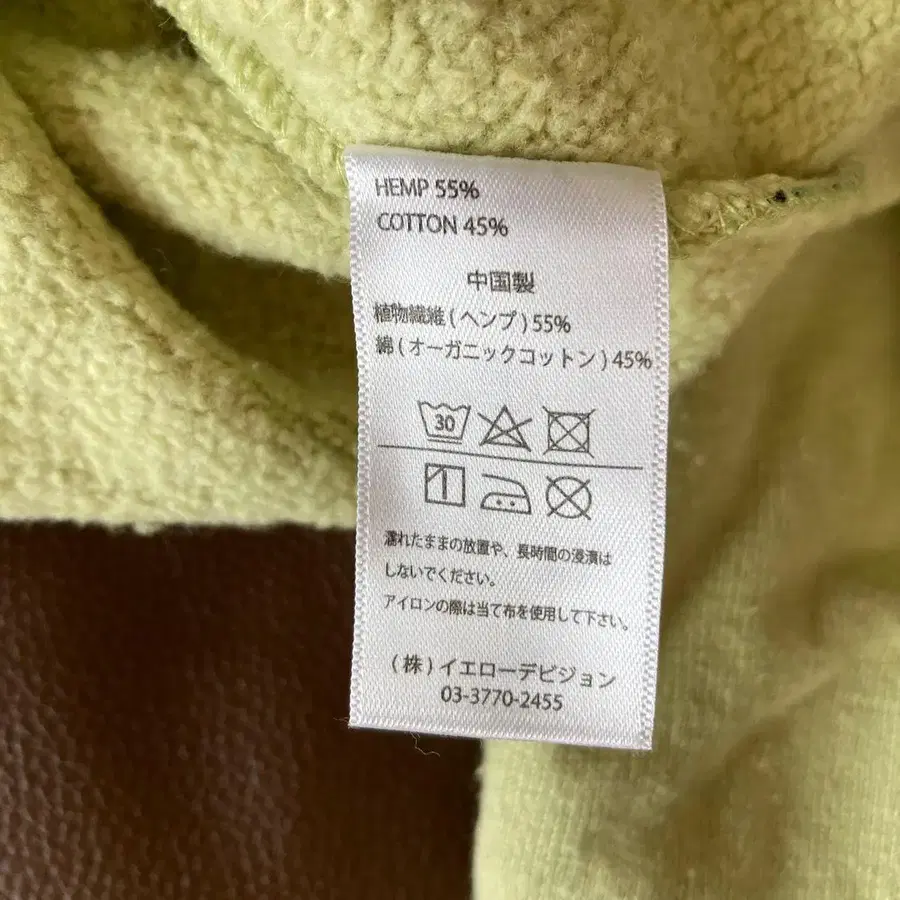 HEMP 55%
COTTON 45%
中国製
植物繊維 ( ヘンプ ) 55%
綿 ( オーガニックコットン ) 45%
30
濡れたままの放置や、長時間の浸漬は
しないでください。
アイロンの際は当て布を使用して下さい。
( 株 ) イエローデビジョン
03-3770-2455